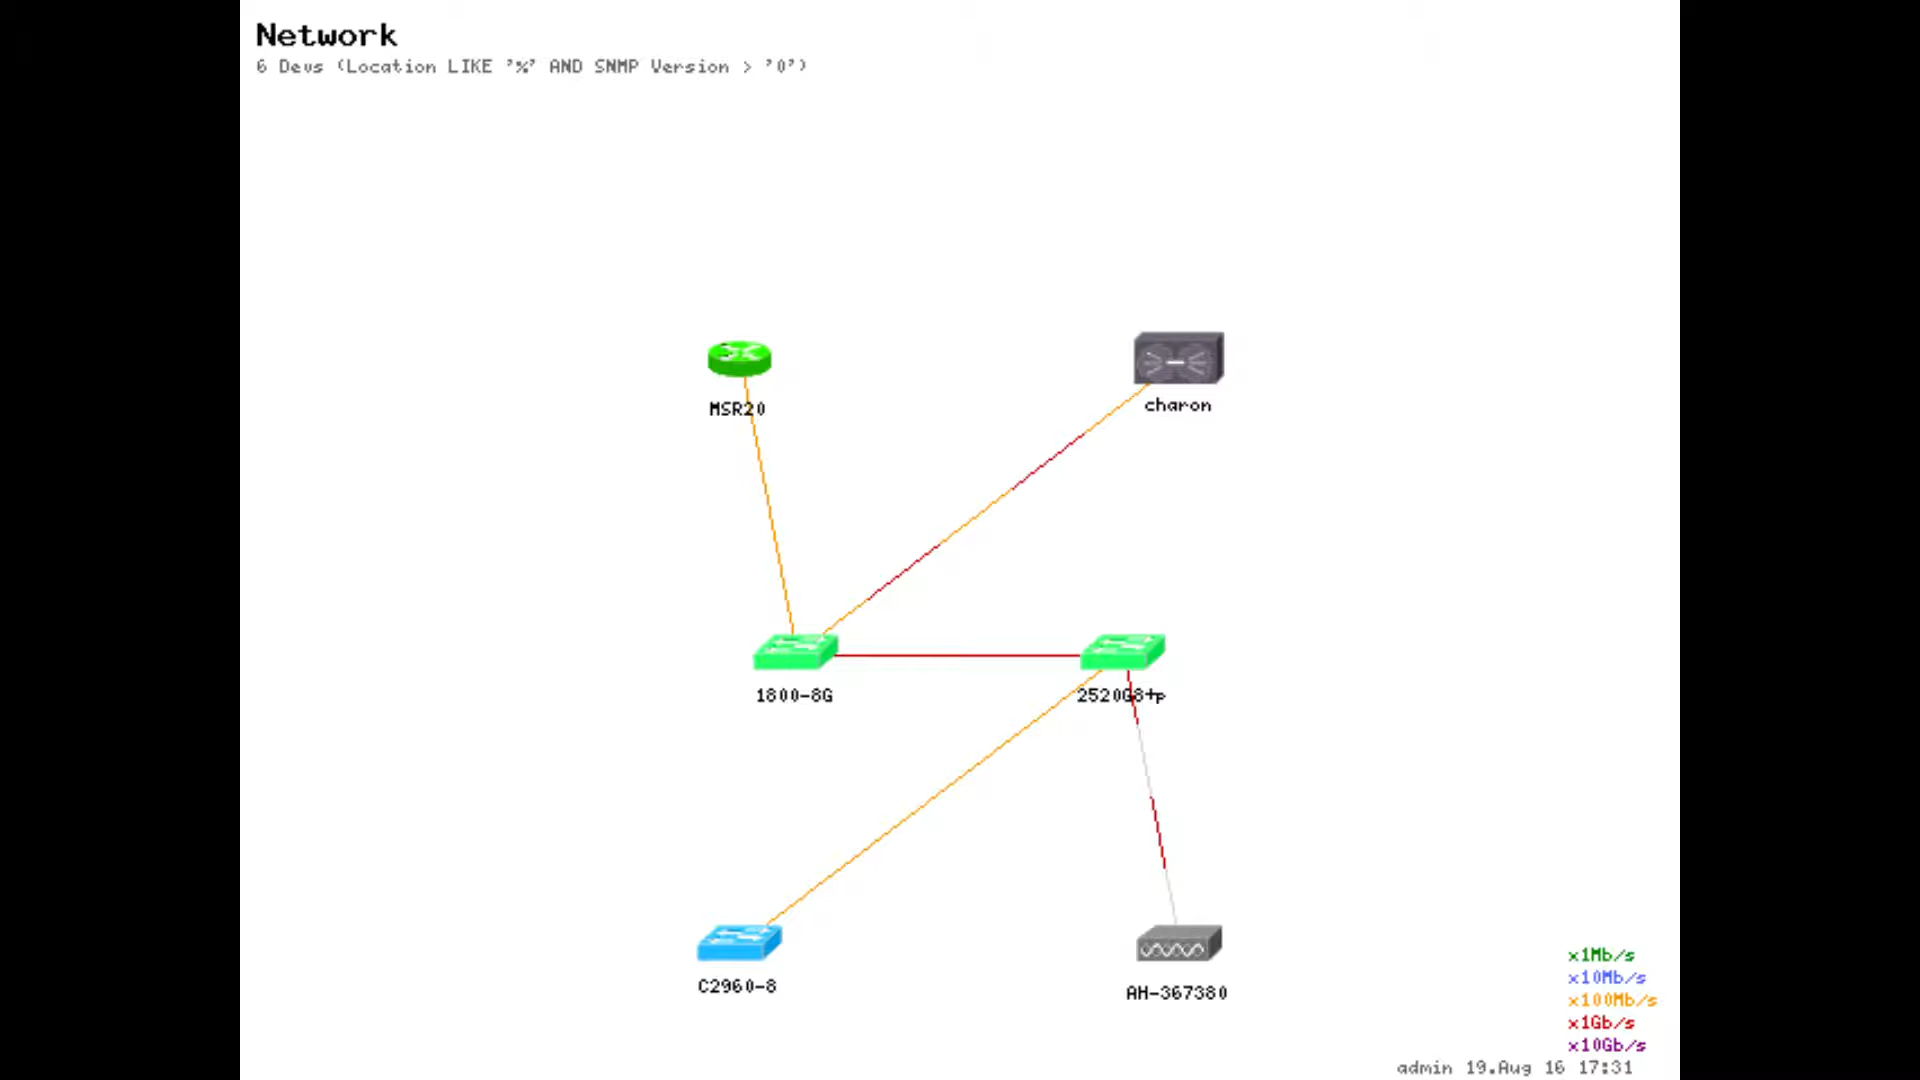 Network
6 Devs (Location LIKE '%' AND SNMP Version > '0')
MSR20
charon
1800-8G
2520G8+p
C2960-8
AH-367380
x1Mb/s
x10Mb/s
x100Mb/s
x1Gb/s
x10Gb/s
admin 19.Aug 16 17:31